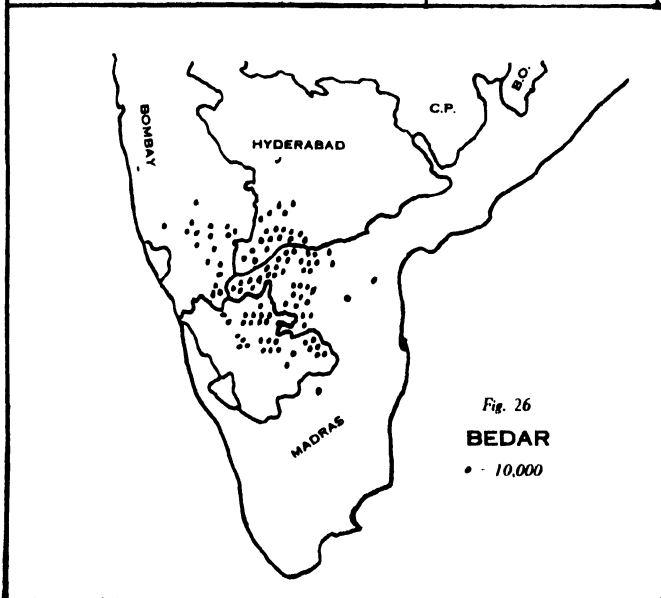 B.O.
C.P.
BOMBAY
HYDERABAD
MADRAS
Fig. 26
BEDAR
• - 10,000